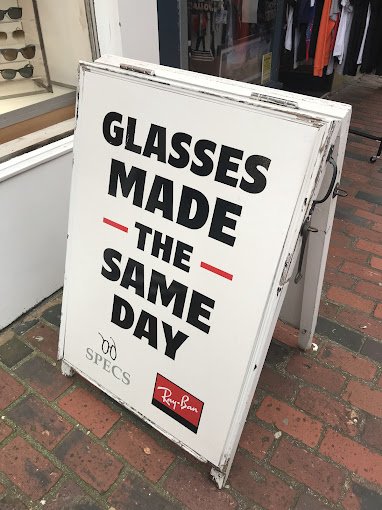 GLASSES
MADE
THE
SAME
DAY
SPECS
Ray-Ban